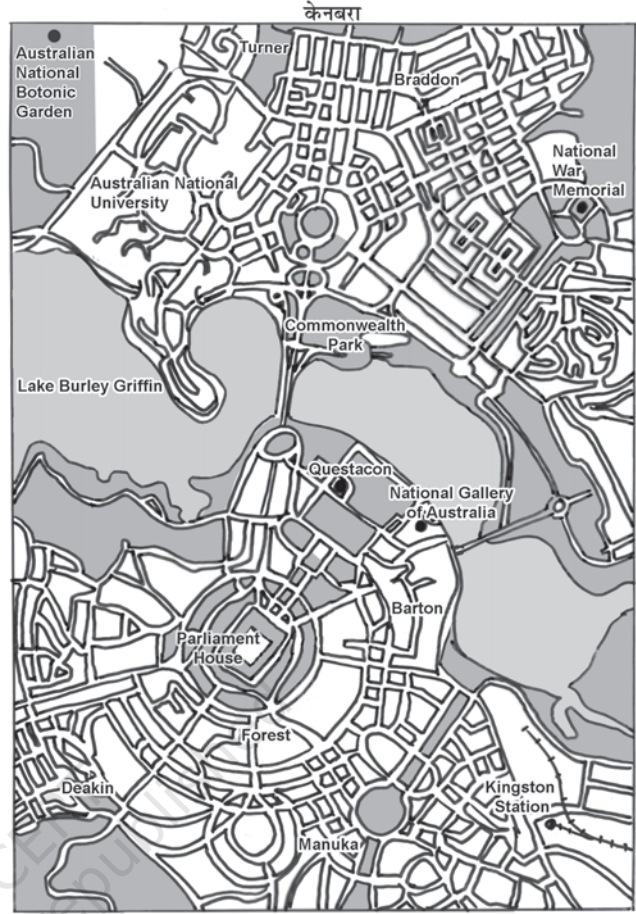 केनबरा
Australian
National
Botonic
Garden
Turner
Braddon
National
War
Memorial
Australian National
University
Commonwealth
Park
Lake Burley Griffin
Questacon
National Gallery
of Australia
Barton
Parliament
House
Forest
Deakin
Kingston
Station
Manuka